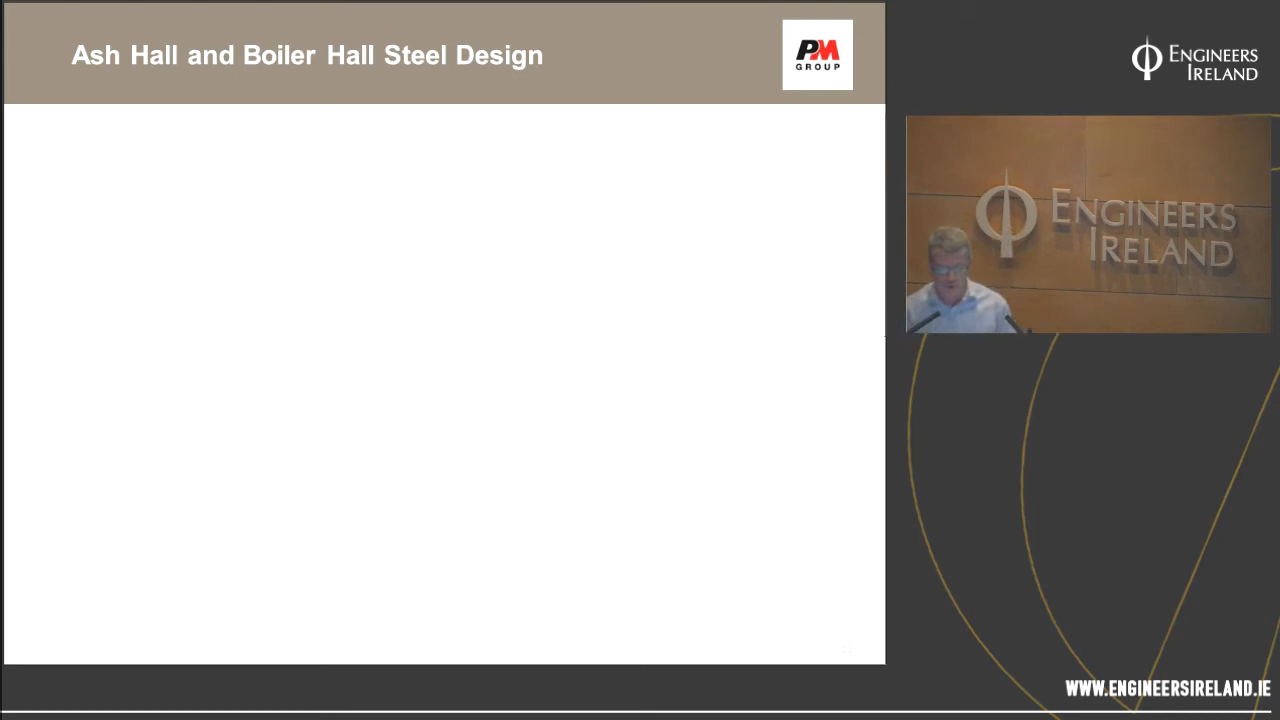 Ash Hall and Boiler Hall Steel Design
PM
GROUP
ENGINEERS
IRELAND
ENGINEERS
IRELAND
WWW.ENGINEERSIRELAND.IE